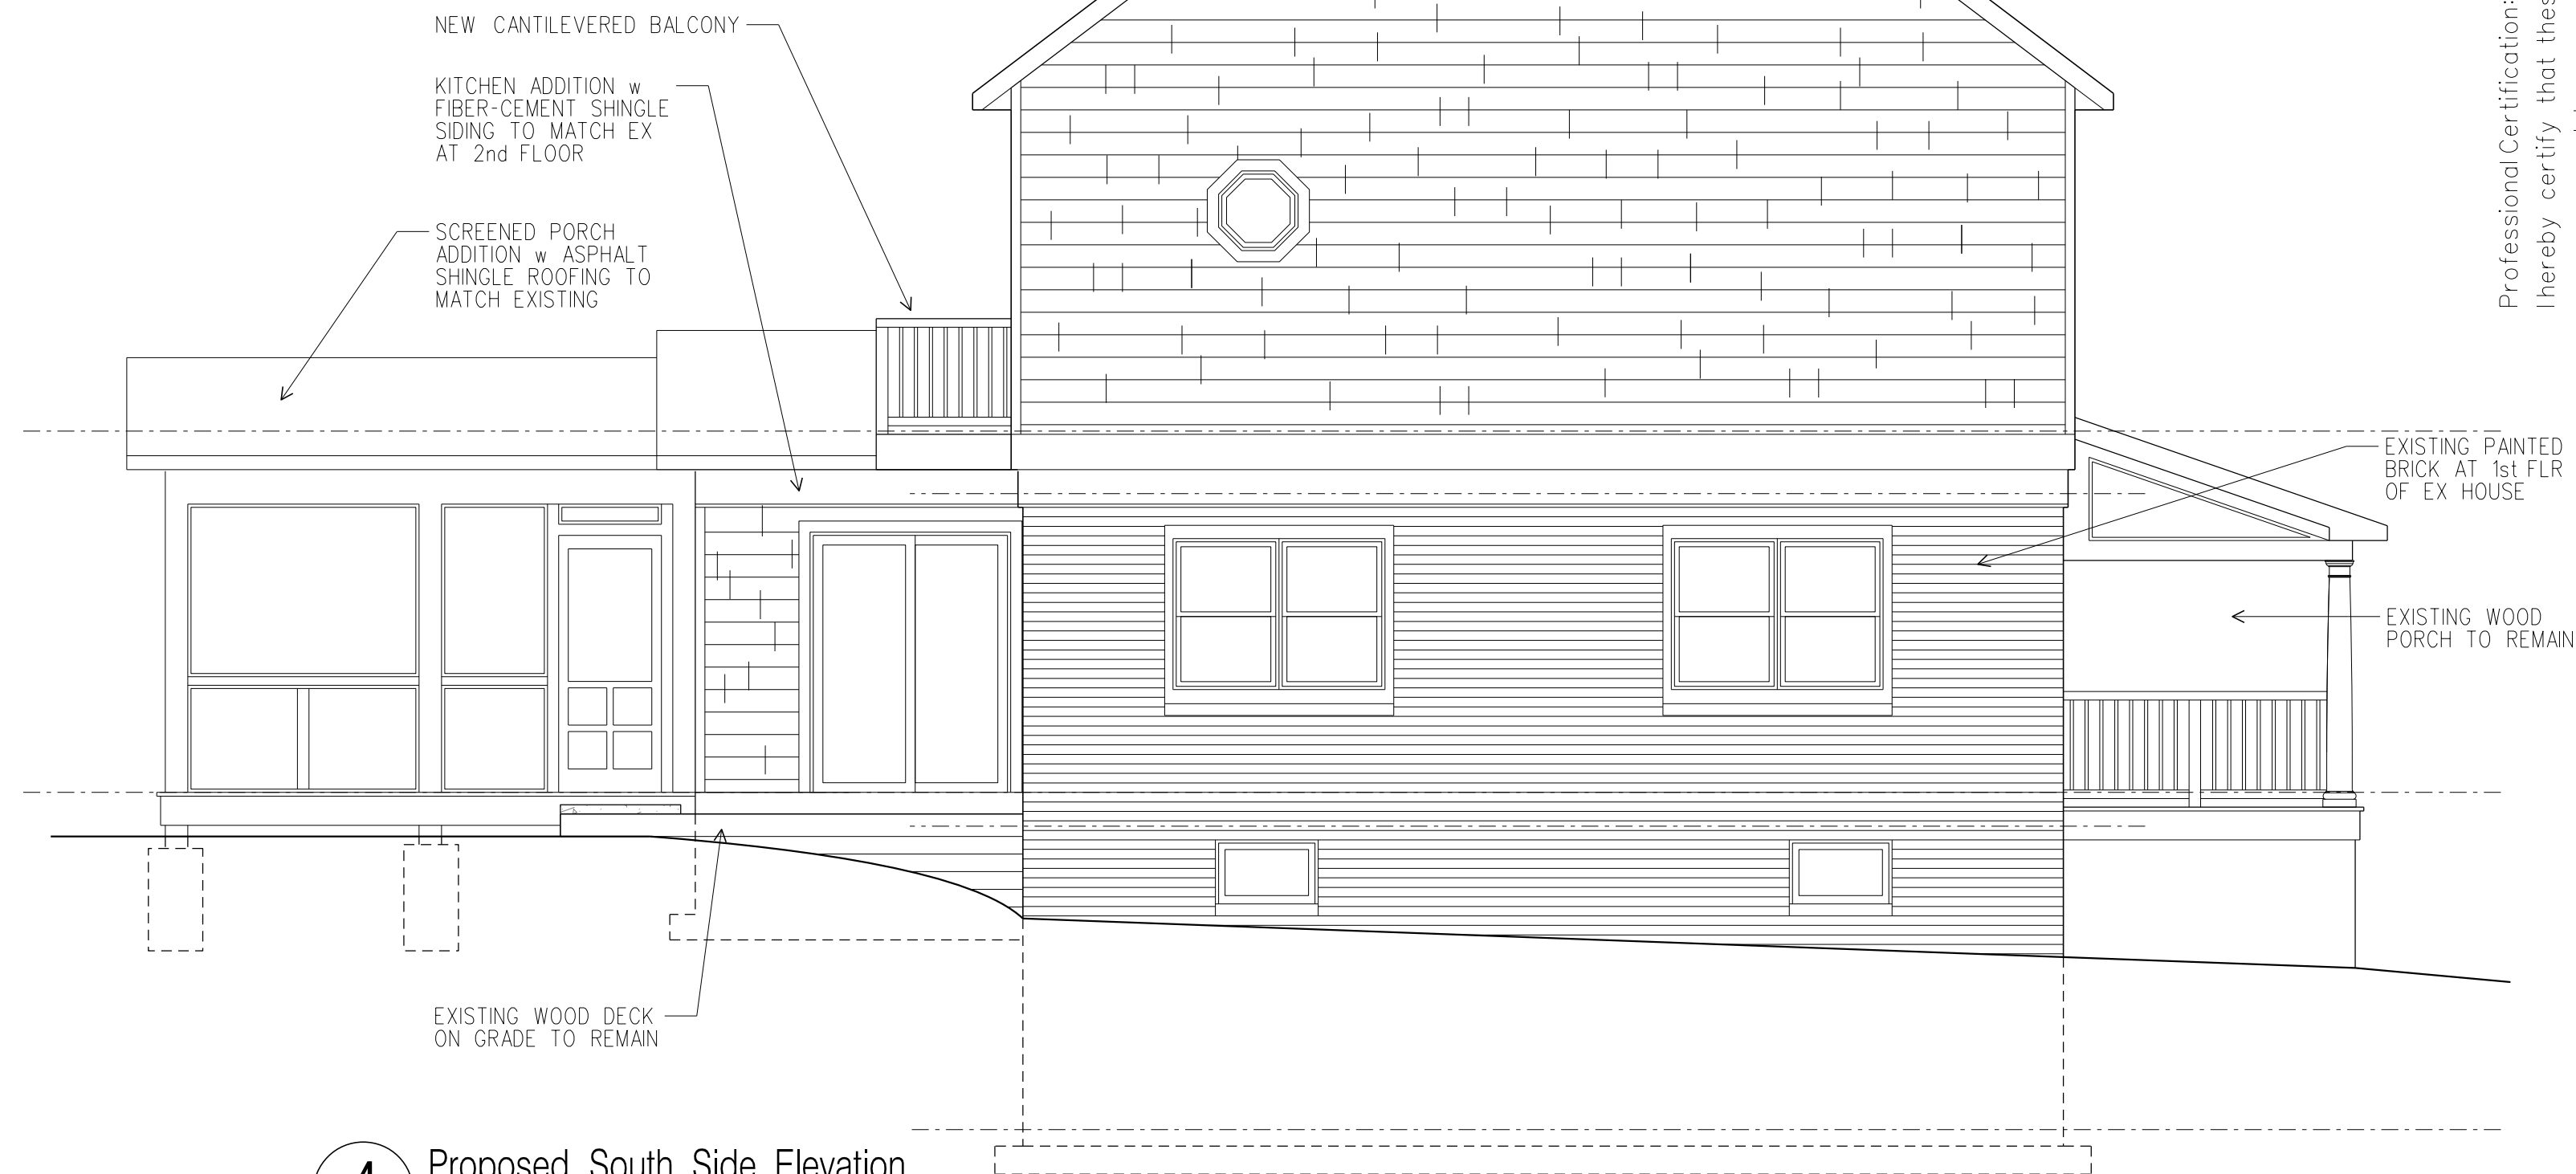 NEW CANTILEVERED BALCONY
KITCHEN ADDITION w
FIBER-CEMENT SHINGLE
SIDING TO MATCH EX
AT 2nd FLOOR
SCREENED PORCH
ADDITION w ASPHALT
SHINGLE ROOFING TO
MATCH EXISTING
EXISTING PAINTED
BRICK AT 1st FLR
OF EX HOUSE
EXISTING WOOD
PORCH TO REMAIN
EXISTING WOOD DECK
ON GRADE TO REMAIN
Proposed South Side Elevation
Professional Certification:
I hereby certify that